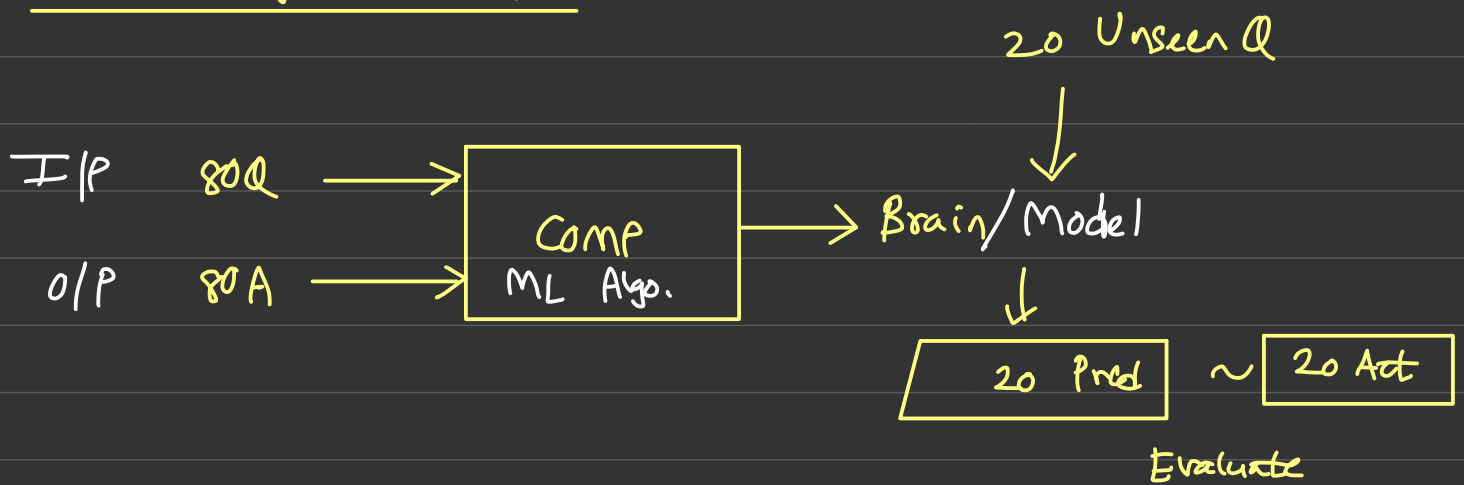 20 Unseen Q
I/P 80Q
Comp
Brain/Model
O/P 80A
ML Algo.
20 Pred ~ 20 Act
Evaluate